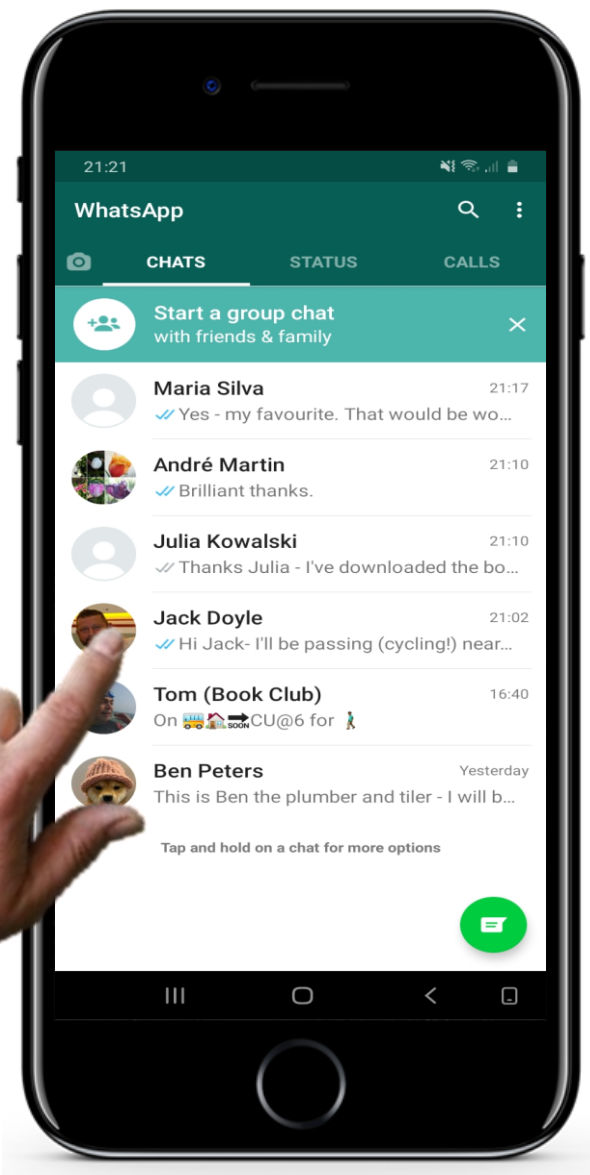 21:21
WhatsApp
CHATS STATUS CALLS
Start a group chat
with friends & family
Maria Silva 21:17
Yes - my favourite. That would be wo...
André Martin 21:10
Brilliant thanks.
Julia Kowalski 21:10
Thanks Julia - I've downloaded the bo...
Jack Doyle 21:02
Hi Jack- I'll be passing (cycling!) near...
Tom (Book Club) 16:40
On 🚌🏠🔜CU@6 for 🚶
Ben Peters Yesterday
This is Ben the plumber and tiler - I will b...
Tap and hold on a chat for more options